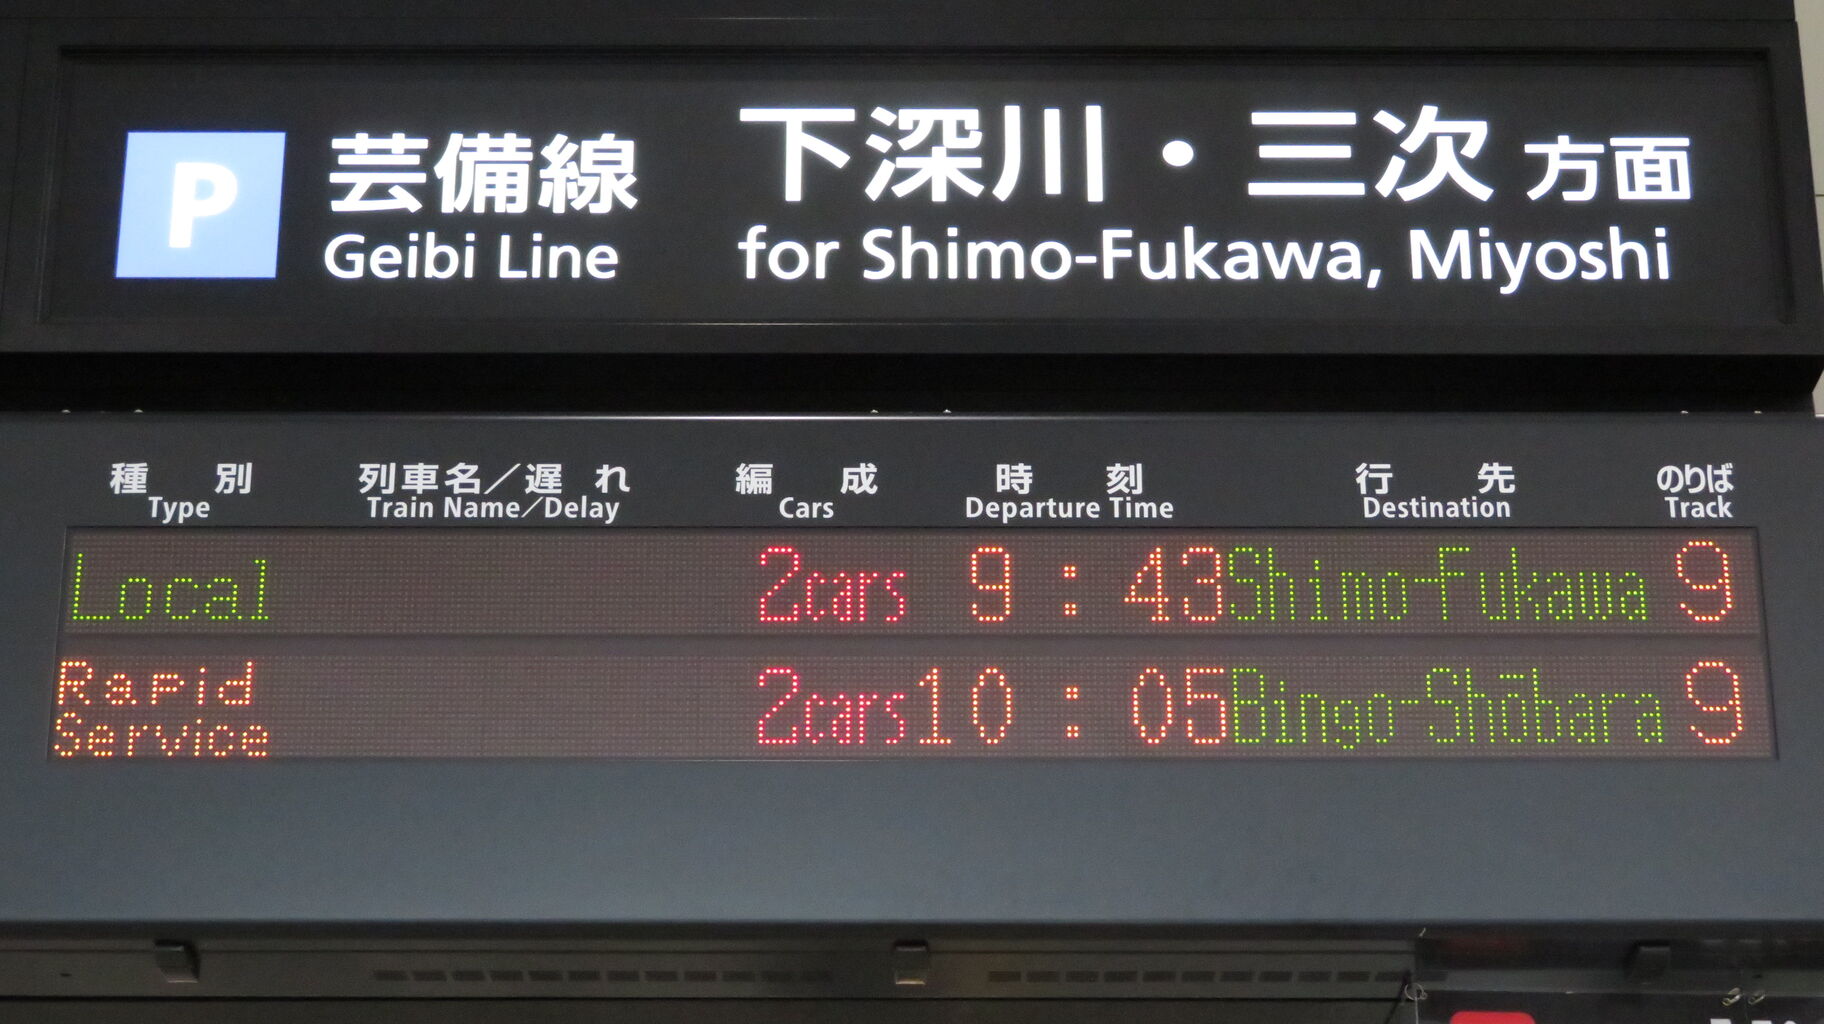 P 芸備線 下深川・三次 方面
Geibi Line for Shimo-Fukawa, Miyoshi
種別 列車名/遅れ 編成 時刻 行先 のりば
Type Train Name/Delay Cars Departure Time Destination Track
Local 2cars 9:43 Shimo-Fukawa 9
Rapid Service 2cars 10:05 Bingo-Shōbara 9